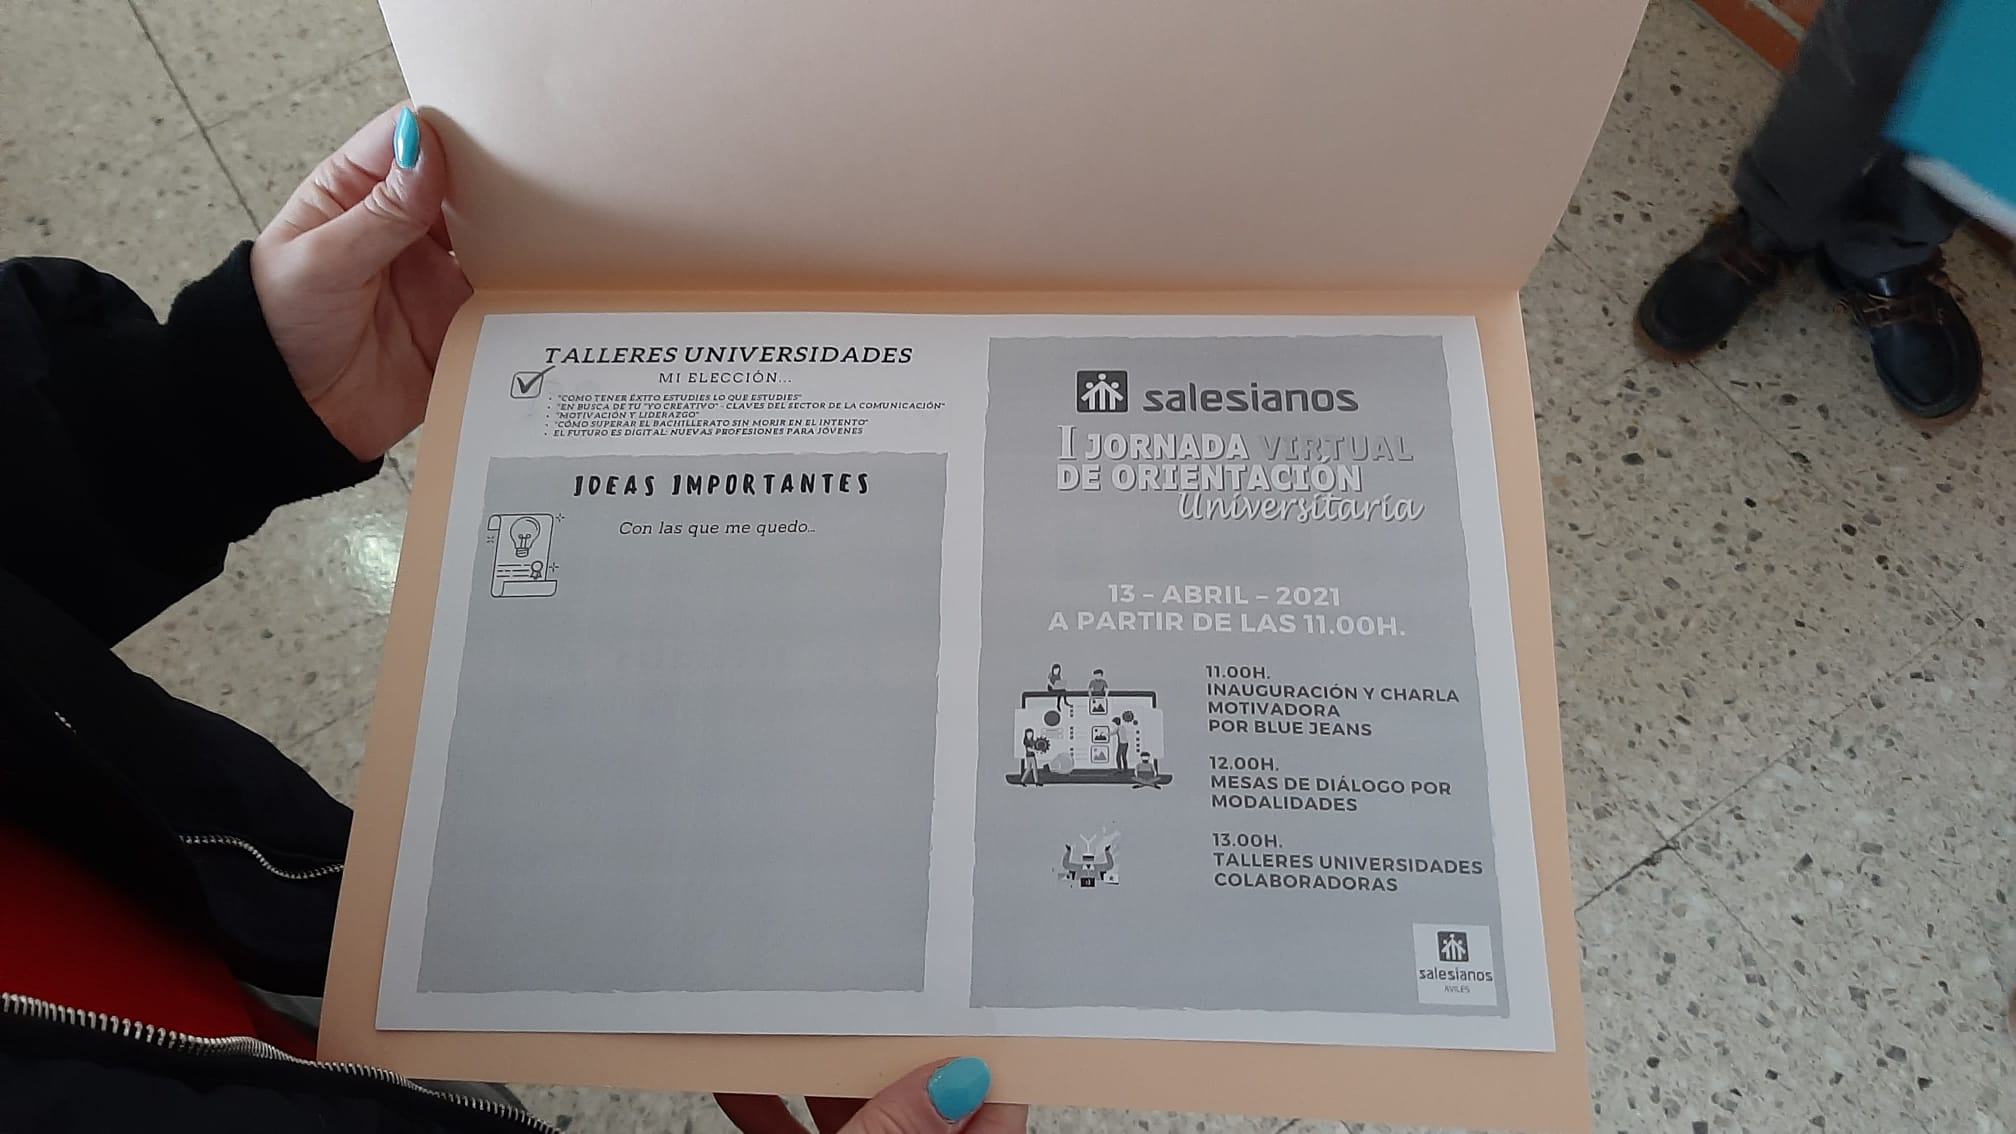 TALLERES UNIVERSIDADES
MI ELECCIÓN...
• "COMO TENER ÉXITO ESTUDIES LO QUE ESTUDIES"
• "EN BUSCA DE TU "YO CREATIVO" - CLAVES DEL SECTOR DE LA COMUNICACIÓN"
• "MOTIVACIÓN Y LIDERAZGO"
• "CÓMO SUPERAR EL BACHILLERATO SIN MORIR EN EL INTENTO"
• EL FUTURO ES DIGITAL: NUEVAS PROFESIONES PARA JÓVENES
IDEAS IMPORTANTES
Con las que me quedo...
salesianos
I JORNADA VIRTUAL
DE ORIENTACIÓN
Universitaria
13 - ABRIL - 2021
A PARTIR DE LAS 11.00H.
11.00H.
INAUGURACIÓN Y CHARLA
MOTIVADORA
POR BLUE JEANS
12.00H.
MESAS DE DIÁLOGO POR
MODALIDADES
13.00H.
TALLERES UNIVERSIDADES
COLABORADORAS
salesianos
AVILÉS